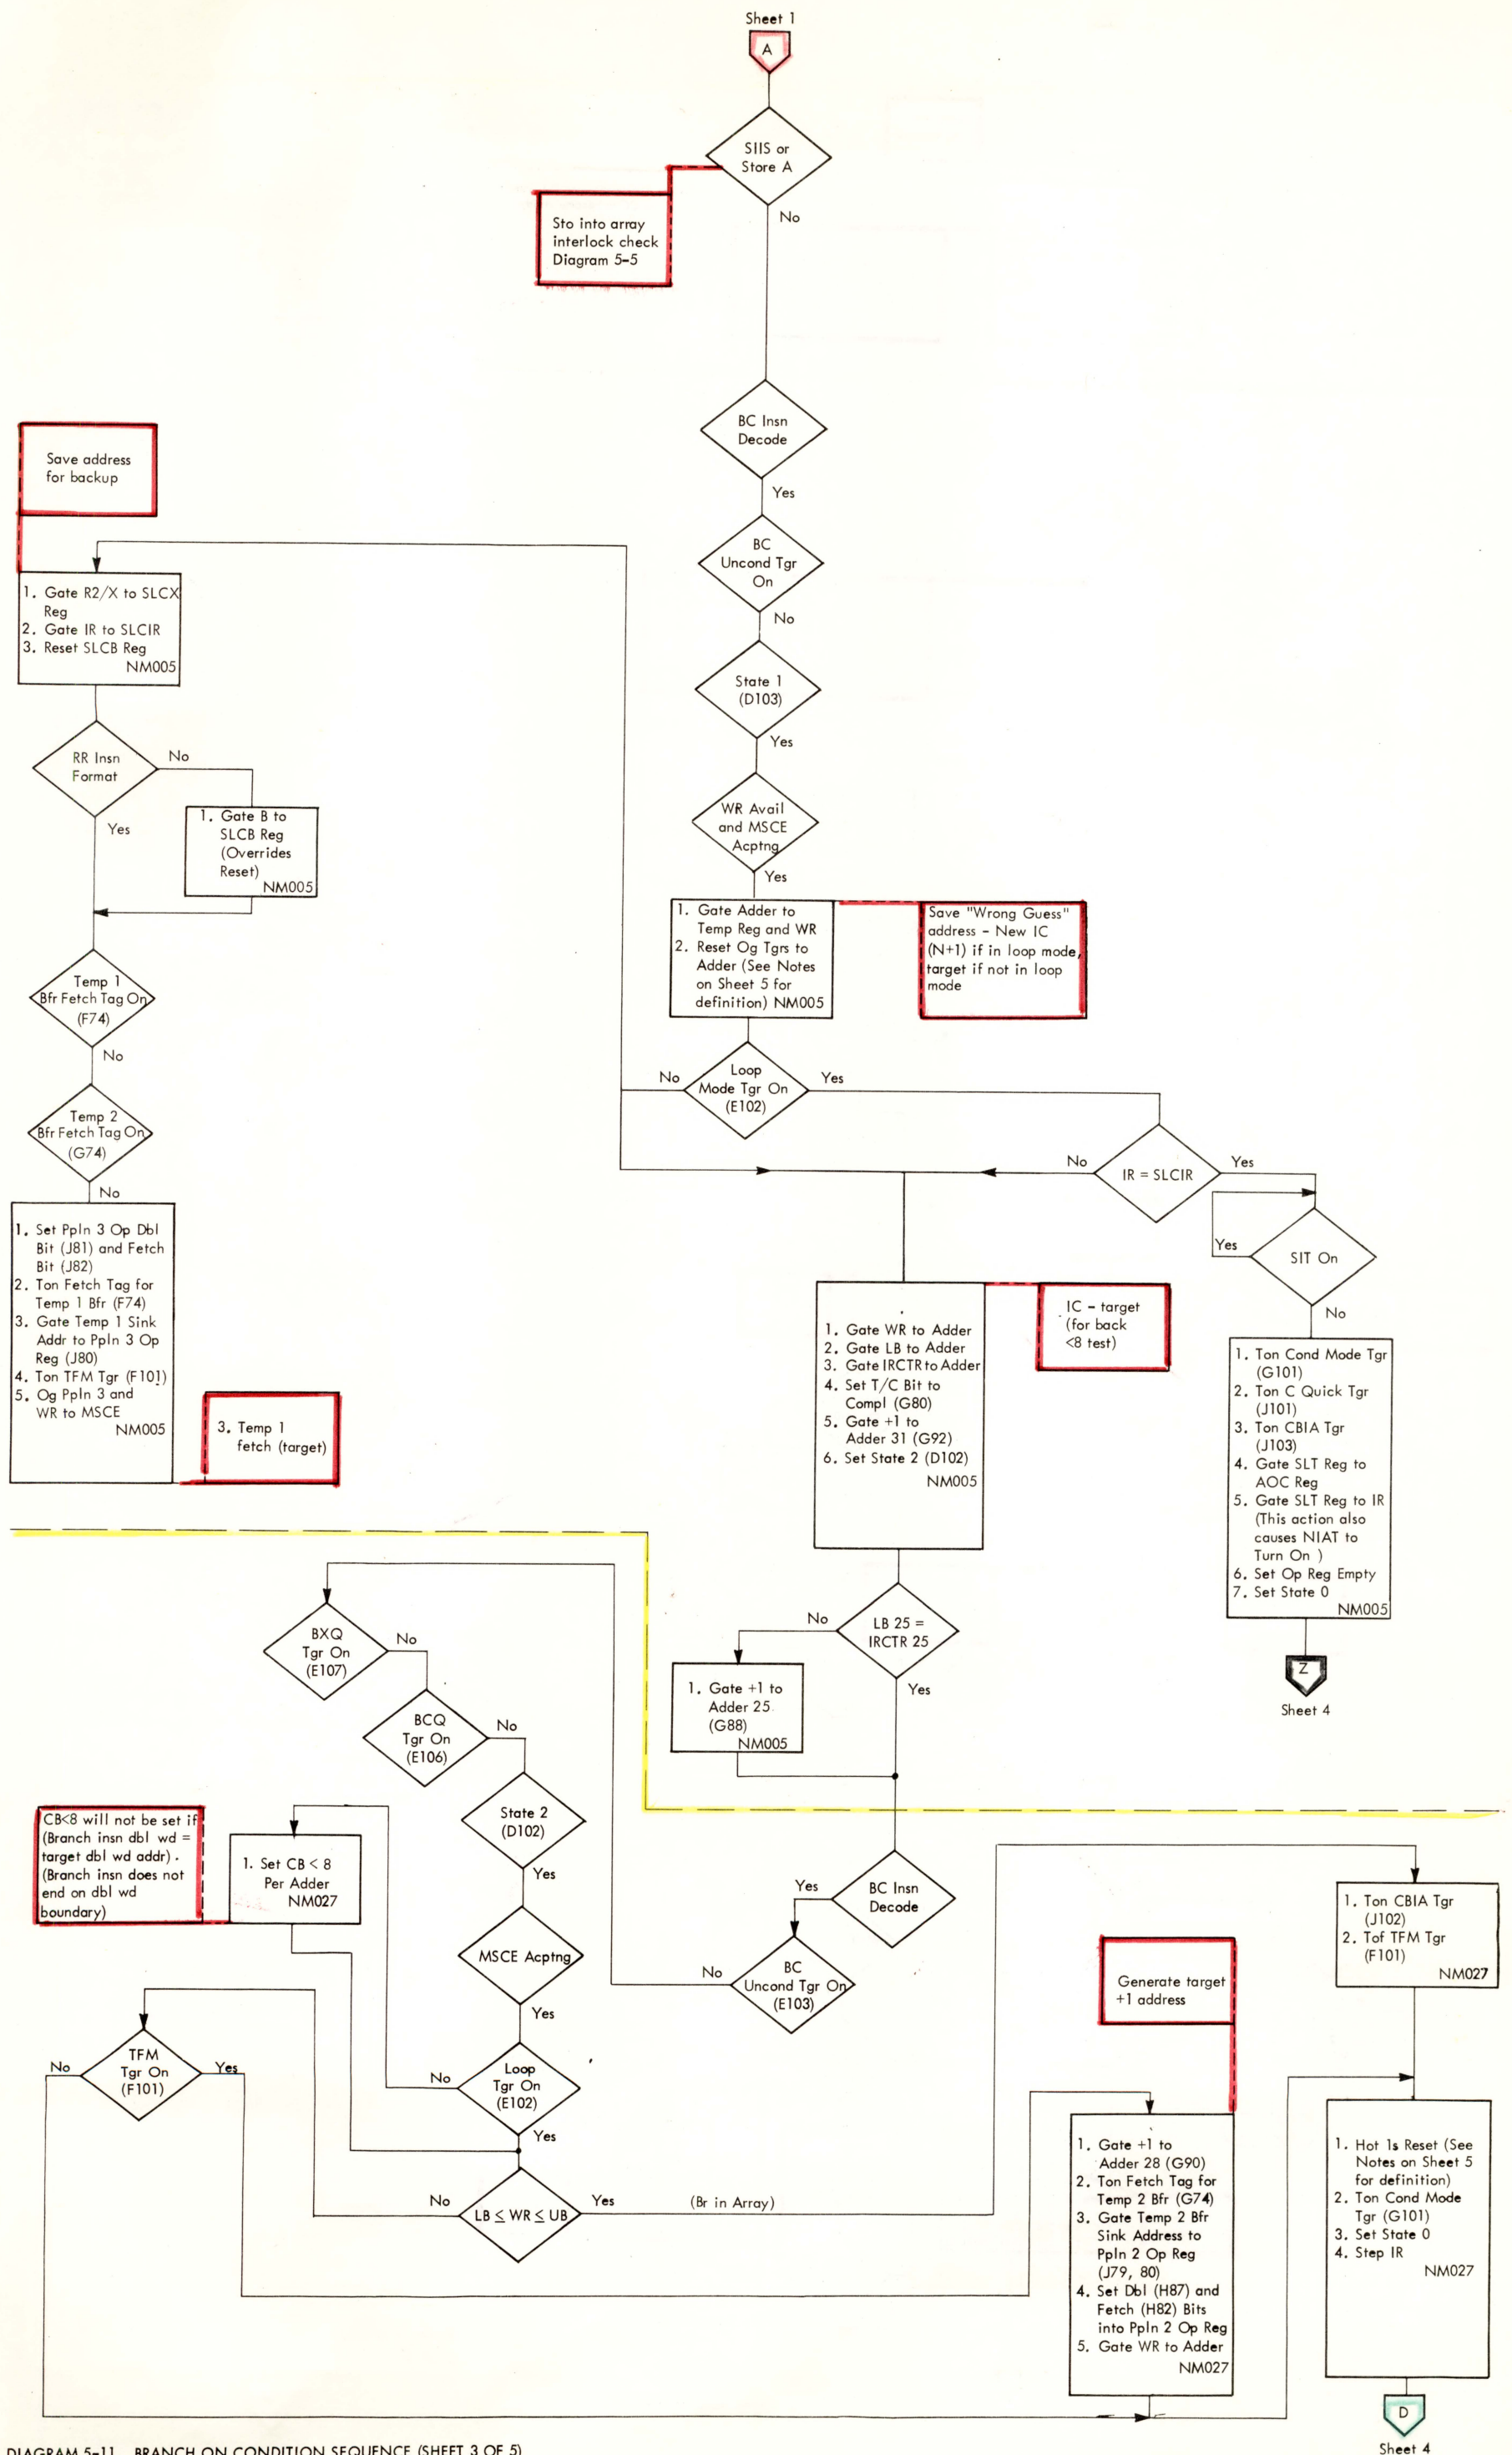 Sheet 1
A
SIIS or
Store A
No
Sto into array
interlock check
Diagram 5-5
BC Insn
Decode
Yes
BC
Uncond Tgr
On
No
State 1
(D103)
Yes
WR Avail
and MSCE
Acptng
Yes
1. Gate Adder to
Temp Reg and WR
2. Reset Og Tgrs to
Adder (See Notes
on Sheet 5 for
definition) NM005
Save "Wrong Guess"
address - New IC
(N+1) if in loop mode,
target if not in loop
mode
Loop
Mode Tgr On
(E102)
No
Yes
Save address
for backup
1. Gate R2/X to SLCX
Reg
2. Gate IR to SLCIR
3. Reset SLCB Reg
NM005
RR Insn
Format
No
Yes
1. Gate B to
SLCB Reg
(Overrides
Reset)
NM005
Temp 1
Bfr Fetch Tag On
(F74)
No
Temp 2
Bfr Fetch Tag On
(G74)
No
1. Set Ppln 3 Op Dbl
Bit (J81) and Fetch
Bit (J82)
2. Ton Fetch Tag for
Temp 1 Bfr (F74)
3. Gate Temp 1 Sink
Addr to Ppln 3 Op
Reg (J80)
4. Ton TFM Tgr (F101)
5. Og Ppln 3 and
WR to MSCE
NM005
3. Temp 1
fetch (target)
IR = SLCIR
No
Yes
SIT On
Yes
No
1. Ton Cond Mode Tgr
(G101)
2. Ton C Quick Tgr
(J101)
3. Ton CBIA Tgr
(J103)
4. Gate SLT Reg to
AOC Reg
5. Gate SLT Reg to IR
(This action also
causes NIAT to
Turn On )
6. Set Op Reg Empty
7. Set State 0
NM005
Z
Sheet 4
1. Gate WR to Adder
2. Gate LB to Adder
3. Gate IRCTR to Adder
4. Set T/C Bit to
Compl (G80)
5. Gate +1 to
Adder 31 (G92)
6. Set State 2 (D102)
NM005
IC - target
(for back
<8 test)
LB 25 =
IRCTR 25
No
Yes
1. Gate +1 to
Adder 25
(G88)
NM005
BC Insn
Decode
Yes
BC
Uncond Tgr On
(E103)
No
BXQ
Tgr On
(E107)
No
BCQ
Tgr On
(E106)
No
State 2
(D102)
Yes
MSCE Acptng
Yes
Loop
Tgr On
(E102)
No
Yes
1. Set CB < 8
Per Adder
NM027
CB<8 will not be set if
(Branch insn dbl wd =
target dbl wd addr) .
(Branch insn does not
end on dbl wd
boundary)
LB ≤ WR ≤ UB
No
Yes
(Br in Array)
TFM
Tgr On
(F101)
No
Yes
Generate target
+1 address
1. Gate +1 to
Adder 28 (G90)
2. Ton Fetch Tag for
Temp 2 Bfr (G74)
3. Gate Temp 2 Bfr
Sink Address to
Ppln 2 Op Reg
(J79, 80)
4. Set Dbl (H87) and
Fetch (H82) Bits
into Ppln 2 Op Reg
5. Gate WR to Adder
NM027
1. Ton CBIA Tgr
(J102)
2. Tof TFM Tgr
(F101)
NM027
1. Hot 1s Reset (See
Notes on Sheet 5
for definition)
2. Ton Cond Mode
Tgr (G101)
3. Set State 0
4. Step IR
NM027
D
Sheet 4
DIAGRAM 5-11. BRANCH ON CONDITION SEQUENCE (SHEET 3 OF 5)